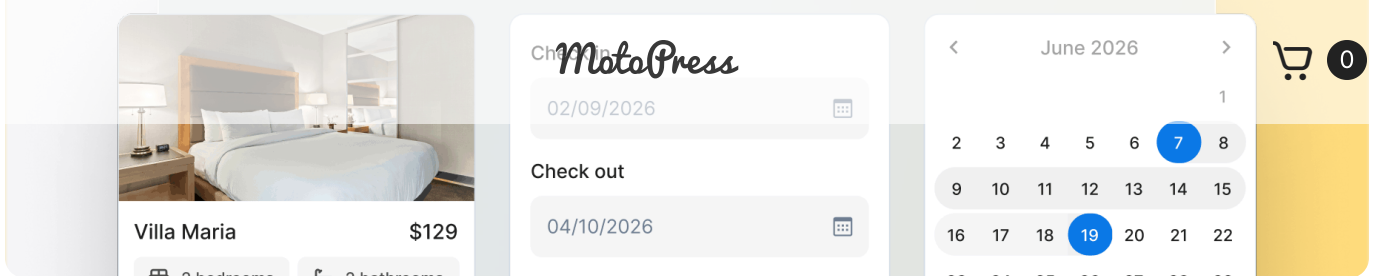 MotoPress
0
Villa Maria
$129
2 bathrooms
Check in
02/09/2026
Check out
04/10/2026
June 2026
1
2 3 4 5 6 7 8
9 10 11 12 13 14 15
16 17 18 19 20 21 22